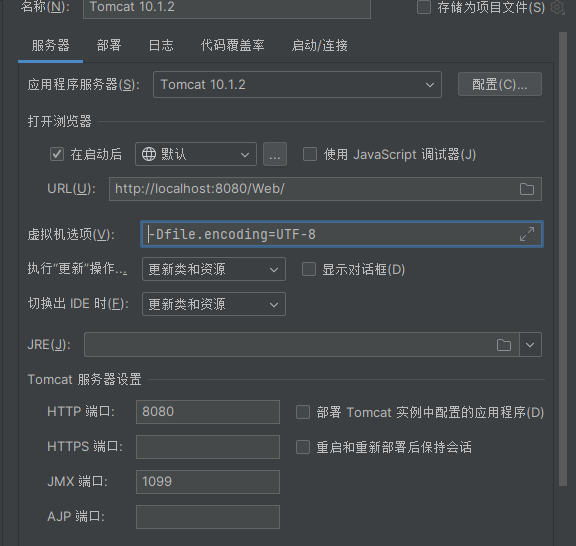 名称(N): Tomcat 10.1.2 存储为项目文件(S)
服务器 部署 日志 代码覆盖率 启动/连接
应用程序服务器(S): Tomcat 10.1.2 配置(C)...
打开浏览器
在启动后 默认 ... 使用 JavaScript 调试器(J)
URL(U): http://localhost:8080/Web/
虚拟机选项(V): -Dfile.encoding=UTF-8
执行“更新”操作... 更新类和资源 显示对话框(D)
切换出 IDE 时(F): 更新类和资源
JRE(J):
Tomcat 服务器设置
HTTP 端口: 8080 部署 Tomcat 实例中配置的应用程序(D)
HTTPS 端口: 重启和重新部署后保持会话
JMX 端口: 1099
AJP 端口: